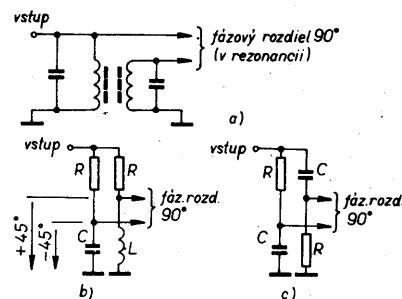 vstup
fázový rozdiel 90°
(v rezonancii)
a)
vstup
R
R
fáz.rozd.
90°
+45°
-45°
C
L
b)
vstup
C
R
fáz.rozd.
90°
C
R
c)